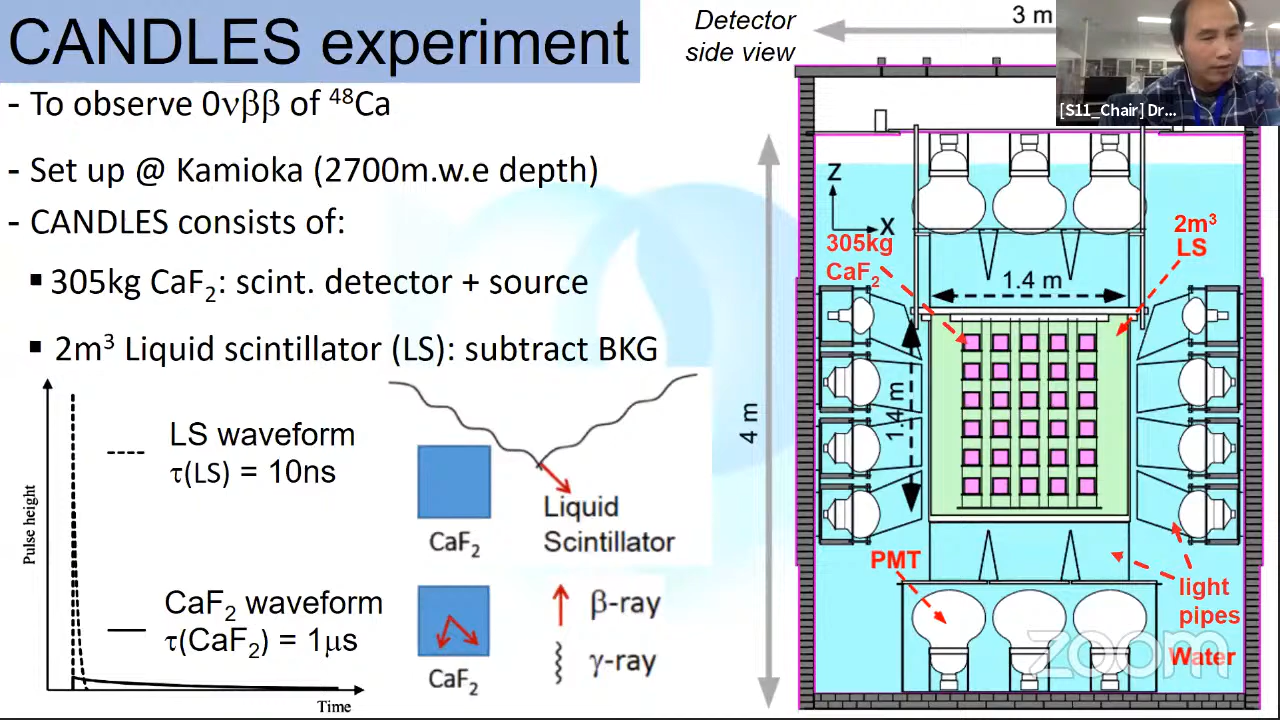 CANDLES experiment
- To observe 0νββ of ⁴⁸Ca
- Set up @ Kamioka (2700m.w.e depth)
- CANDLES consists of:
▪ 305kg CaF₂: scint. detector + source
▪ 2m³ Liquid scintillator (LS): subtract BKG
Pulse height
LS waveform
τ(LS) = 10ns
CaF₂ waveform
τ(CaF₂) = 1μs
Time
CaF₂
Liquid
Scintillator
CaF₂
β-ray
γ-ray
Detector
side view
3 m
[S11_Chair] Dr...
Z
X
305kg
CaF₂
2m³
LS
1.4 m
1.4 m
4 m
PMT
light
pipes
Water
zoom